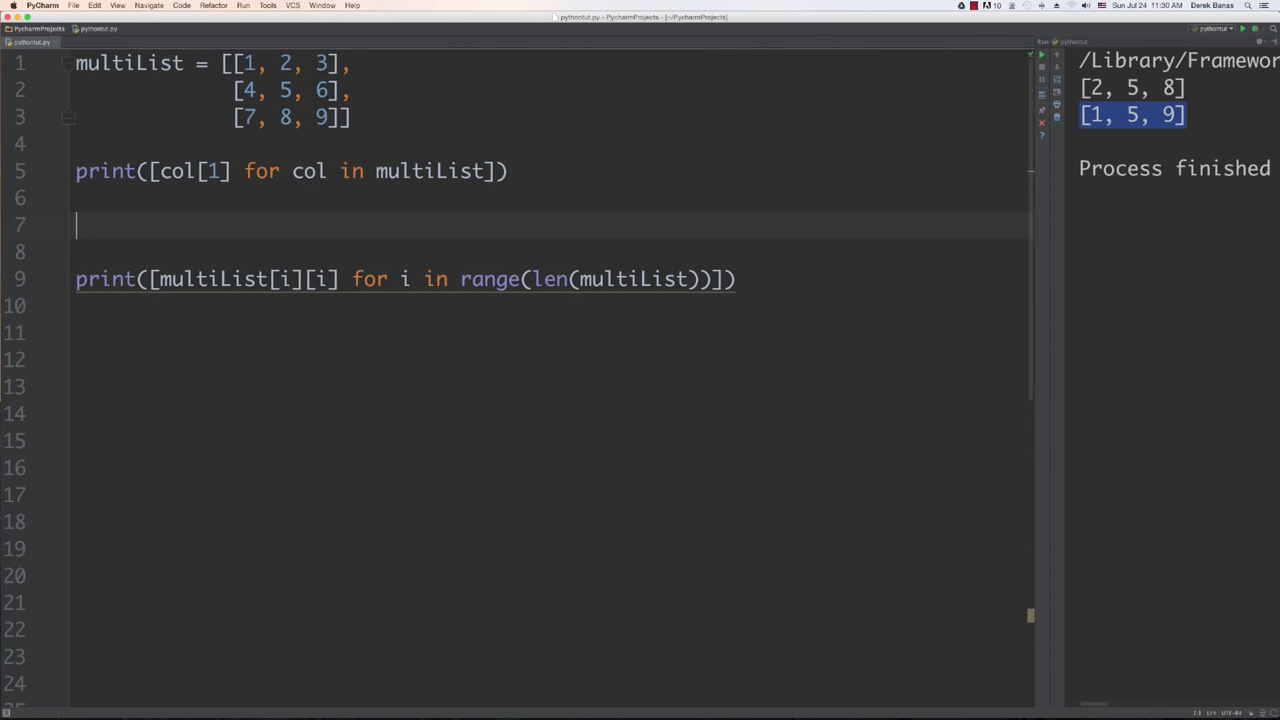 PyCharm File Edit View Navigate Code Refactor Run Tools VCS Window Help
10 Sun Jul 24 11:30 AM Derek Banas
pythontut.py - PycharmProjects - [~/PycharmProjects]
PycharmProjects pythontut.py
pythontut
pythontut.py
Run pythontut
1 multiList = [[1, 2, 3],
2 [4, 5, 6],
3 [7, 8, 9]]
4
5 print([col[1] for col in multiList])
6
7
8
9 print([multiList[i][i] for i in range(len(multiList))])
10
11
12
13
14
15
16
17
18
19
20
21
22
23
24
/Library/Framewor
[2, 5, 8]
[1, 5, 9]
Process finished
7:1 LF÷ UTF-8÷